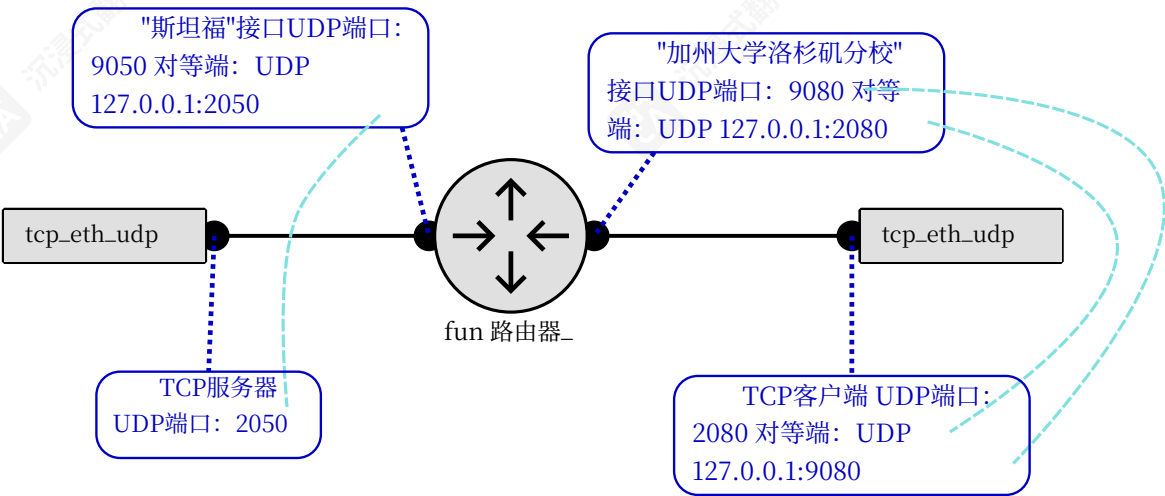 "斯坦福"接口UDP端口：
9050 对等端：UDP
127.0.0.1:2050
"加州大学洛杉矶分校"
接口UDP端口：9080 对等
端：UDP 127.0.0.1:2080
tcp_eth_udp
tcp_eth_udp
fun 路由器_
TCP服务器
UDP端口：2050
TCP客户端 UDP端口：
2080 对等端：UDP
127.0.0.1:9080